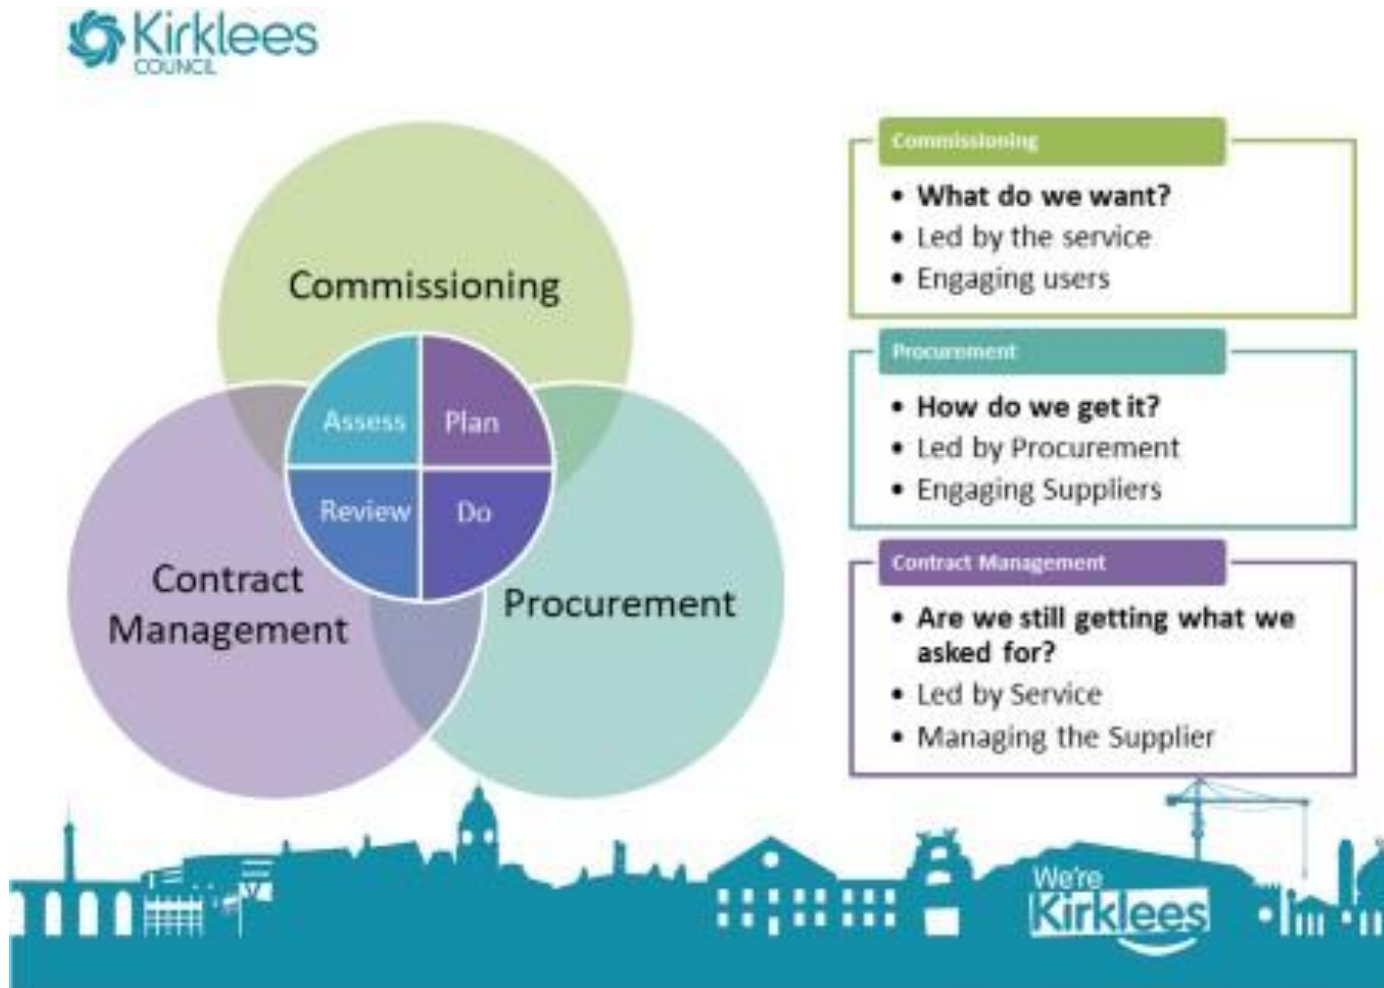 Kirklees
COUNCIL
Commissioning
Assess
Plan
Review
Do
Contract
Management
Procurement
Commissioning
• What do we want?
• Led by the service
• Engaging users
Procurement
• How do we get it?
• Led by Procurement
• Engaging Suppliers
Contract Management
• Are we still getting what we
asked for?
• Led by Service
• Managing the Supplier
We're
Kirklees